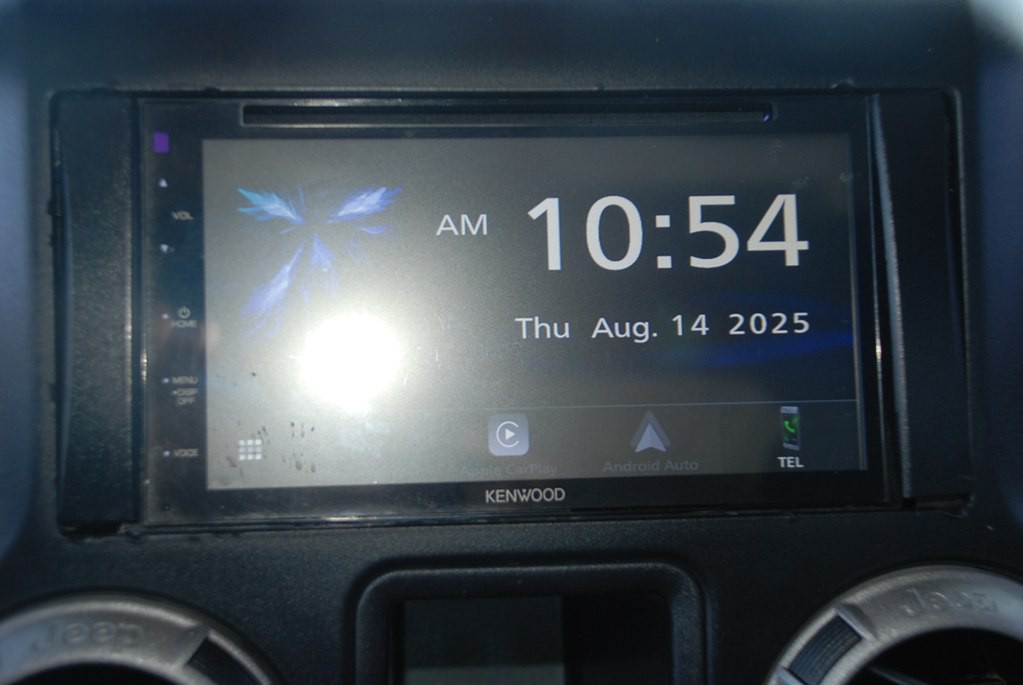 VOL
HOME
MENU
•DISP
OFF
VOICE
AM 10:54
Thu Aug. 14 2025
Apple CarPlay
Android Auto
TEL
KENWOOD
Jeep
Jeep